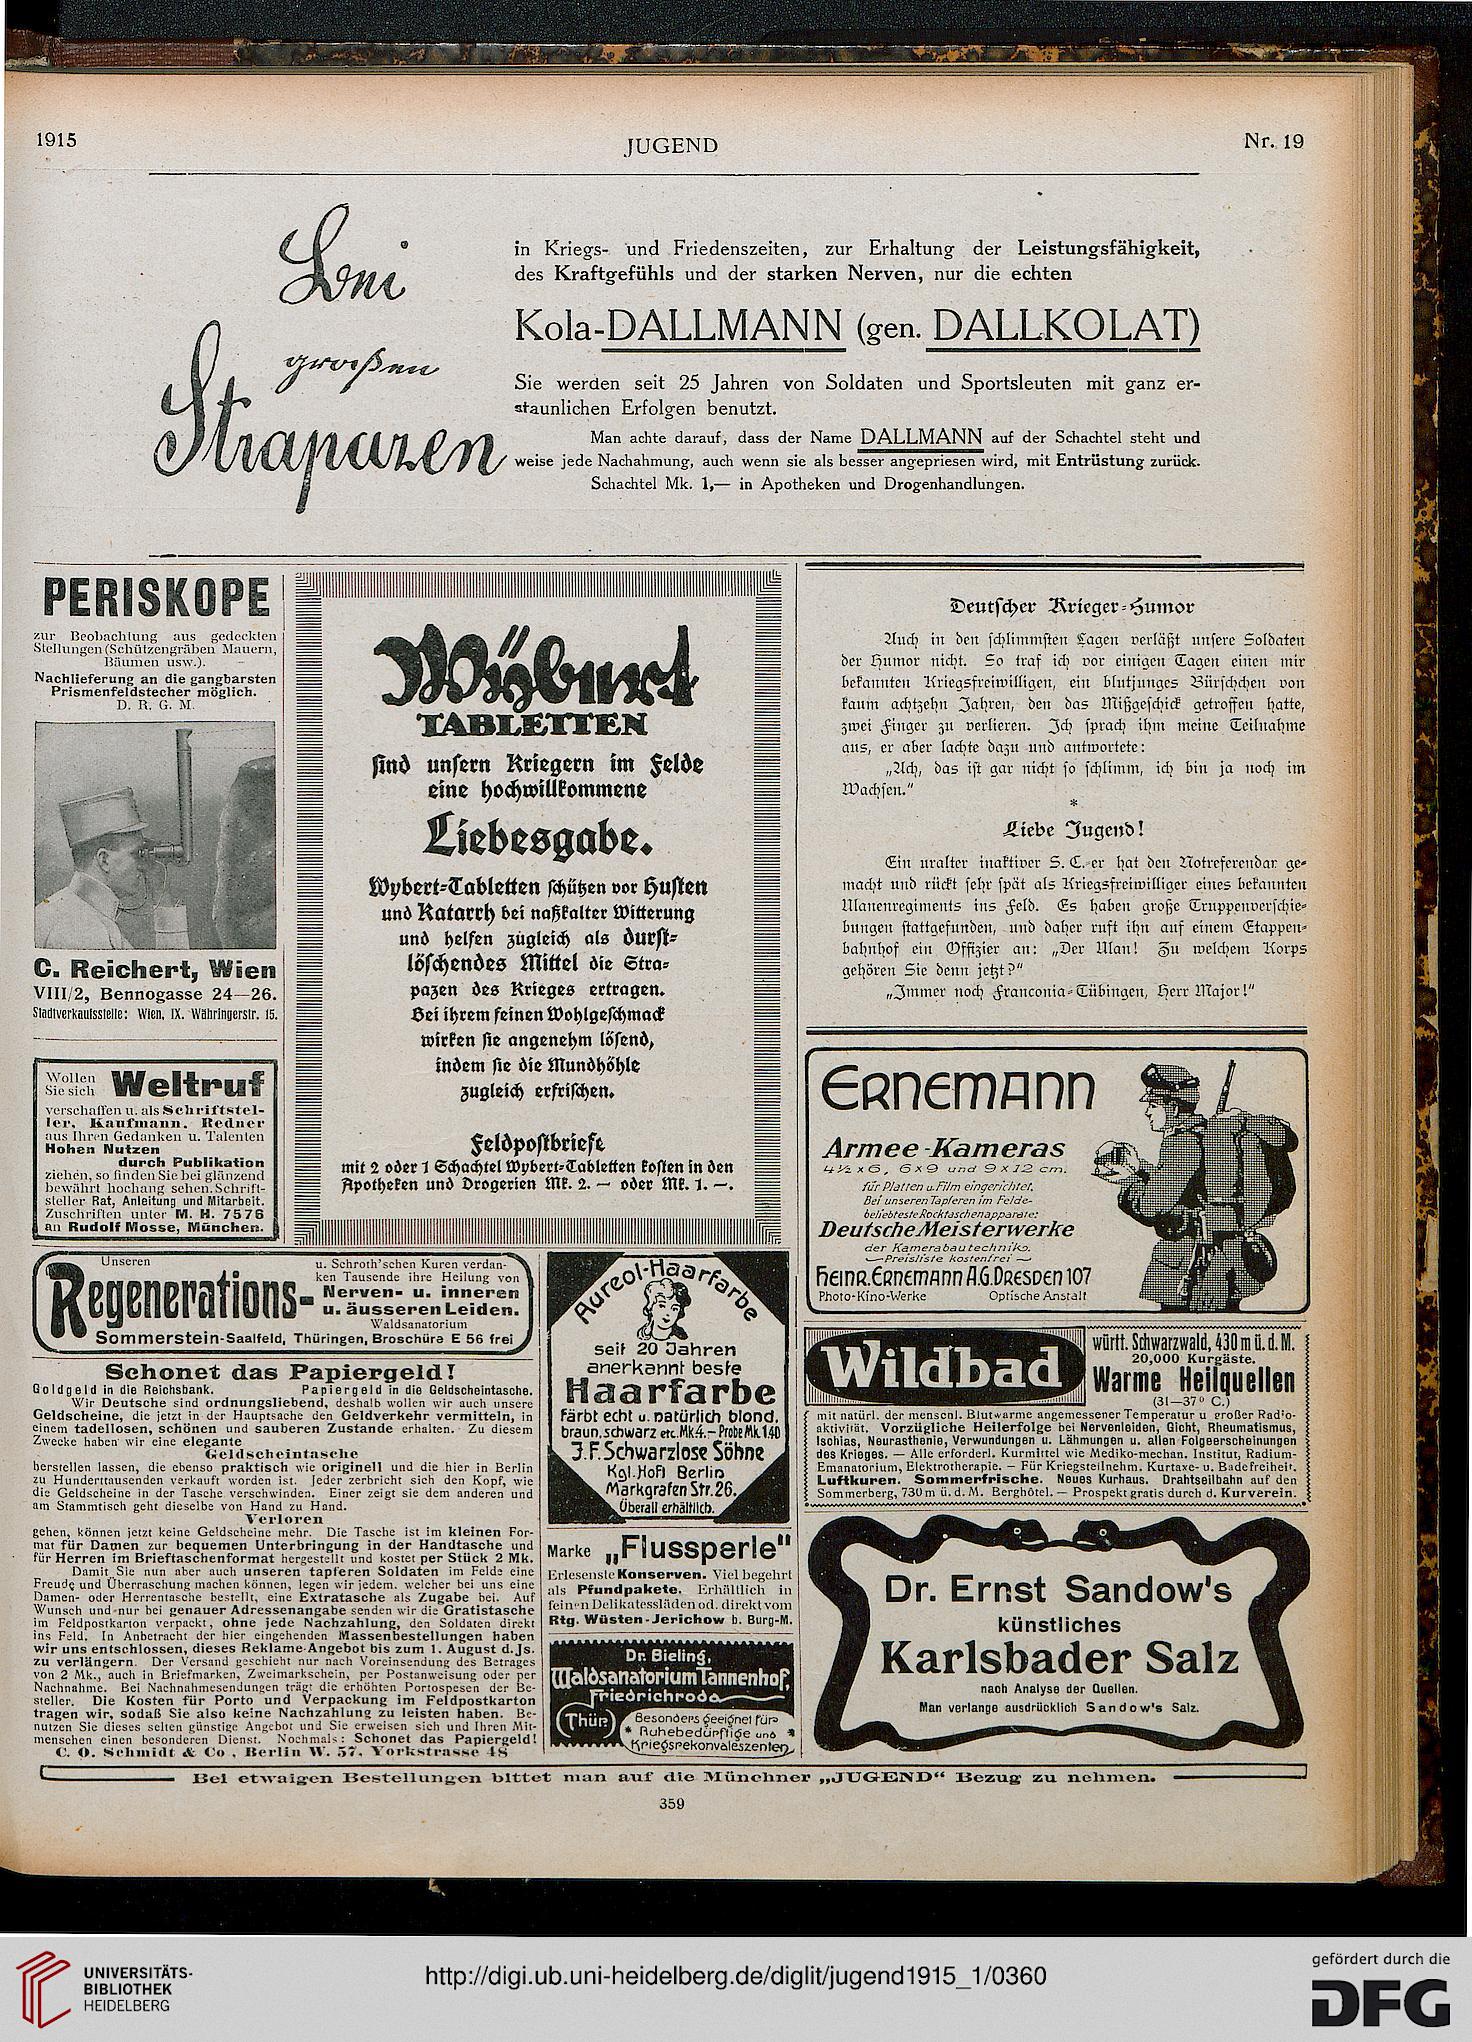 1915
JUGEND
Nr. 19
Bei
großen
Strapazen
in Kriegs- und Friedenszeiten, zur Erhaltung der Leistungsfähigkeit,
des Kraftgefühls und der starken Nerven, nur die echten
Kola-DALLMANN (gen. DALLKOLAT)
Sie werden seit 25 Jahren von Soldaten und Sportsleuten mit ganz er-
staunlichen Erfolgen benutzt.
Man achte darauf, dass der Name DALLMANN auf der Schachtel steht und
weise jede Nachahmung, auch wenn sie als besser angepriesen wird, mit Entrüstung zurück.
Schachtel Mk. 1,— in Apotheken und Drogenhandlungen.
PERISKOPE
zur Beobachtung aus gedeckten
Stellungen (Schützengräben Mauern,
Bäumen usw.).
Nachlieferung an die gangbarsten
Prismenfeldstecher möglich.
D. R. G. M.
C. Reichert, Wien
VIII/2, Bennogasse 24—26.
Stadtverkaufsstelle: Wien, IX. Währingerstr. 15.
Wollen
Sie sich Weltruf
verschaffen u. als Schriftstel-
ler, Kaufmann, Redner
aus Ihren Gedanken u. Talenten
Hohen Nutzen
durch Publikation
ziehen, so finden Sie bei glänzend
bewährt hochang sehen. Schrift-
steller Rat, Anleitung und Mitarbeit.
Zuschriften unter M. H. 7576
an Rudolf Mosse, München.
Wybert
TABLETTEN
sind unsern Kriegern im Felde
eine hochwillkommene
Liebesgabe.
Wybert-Tabletten schützen vor Husten
und Katarrh bei naßkalter Witterung
und helfen zugleich als durst-
löschendes Mittel die Stra-
pazen des Krieges ertragen.
Bei ihrem feinen Wohlgeschmack
wirken sie angenehm lösend,
indem sie die Mundhöhle
zugleich erfrischen.
Feldpostbriefe
mit 2 oder 1 Schachtel Wybert-Tabletten kosten in den
Apotheken und Drogerien Mk. 2. — oder Mk. 1. —.
Deutscher Krieger-Humor
Auch in den schlimmsten Lagen verläßt unsere Soldaten
der Humor nicht. So traf ich vor einigen Tagen einen mir
bekannten Kriegsfreiwilligen, ein blutjunges Bürschchen von
kaum achtzehn Jahren, den das Mißgeschick getroffen hatte,
zwei Finger zu verlieren. Ich sprach ihm meine Teilnahme
aus, er aber lachte dazu und antwortete:
„Ach, das ist gar nicht so schlimm, ich bin ja noch im
Wachsen.“
*
Liebe Jugend!
Ein uralter inaktiver S. C.-er hat den Notreferendar ge-
macht und rückt sehr spät als Kriegsfreiwilliger eines bekannten
Ulanenregiments ins Feld. Es haben große Truppenverschie-
bungen stattgefunden, und daher ruft ihn auf einem Etappen-
bahnhof ein Offizier an: „Der Ulan! Zu welchem Korps
gehören Sie denn jetzt?“
„Immer noch Franconia-Tübingen, Herr Major!“
ERNEMANN
Armee-Kameras
4½ x 6, 6 x 9 und 9 x 12 cm.
für Platten u. Film eingerichtet.
Bei unseren Tapferen im Felde
beliebteste Rocktaschenapparate:
Deutsche Meisterwerke
der Kamerabautechnik.
Preisliste kostenfrei
HEINR. ERNEMANN A.G. DRESDEN 107
Photo-Kino-Werke Optische Anstalt
Unseren
Regenerations-
u. Schroth'schen Kuren verdan-
ken Tausende ihre Heilung von
Nerven- u. inneren
u. äusseren Leiden.
Waldsanatorium
Sommerstein-Saalfeld, Thüringen, Broschüre E 56 frei
Schonet das Papiergeld!
Goldgeld in die Reichsbank. Papiergeld in die Geldscheintasche.
Wir Deutsche sind ordnungsliebend, deshalb wollen wir auch unsere
Geldscheine, die jetzt in der Hauptsache den Geldverkehr vermitteln, in
einem tadellosen, schönen und sauberen Zustande erhalten. Zu diesem
Zwecke haben wir eine elegante
Geldscheintasche
herstellen lassen, die ebenso praktisch wie originell und die hier in Berlin
zu Hunderttausenden verkauft worden ist. Jeder zerbricht sich den Kopf, wie
die Geldscheine in der Tasche verschwinden. Einer zeigt sie dem anderen und
am Stammtisch geht dieselbe von Hand zu Hand.
Verloren
gehen, können jetzt keine Geldscheine mehr. Die Tasche ist im kleinen For-
mat für Damen zur bequemen Unterbringung in der Handtasche und
für Herren im Brieftaschenformat hergestellt und kostet per Stück 2 Mk.
Damit Sie nun aber auch unseren tapferen Soldaten im Felde eine
Freude und Überraschung machen können, legen wir jedem, welcher bei uns eine
Damen- oder Herrentasche bestellt, eine Extratasche als Zugabe bei. Auf
Wunsch und nur bei genauer Adressenangabe senden wir die Gratistasche
im Feldpostkarton verpackt, ohne jede Nachzahlung, den Soldaten direkt
ins Feld. In Anbetracht der hier eingehenden Massenbestellungen haben
wir uns entschlossen, dieses Reklame-Angebot bis zum 1. August d. Js.
zu verlängern. Der Versand geschieht nur nach Voreinsendung des Betrages
von 2 Mk., auch in Briefmarken, Zweimarkschein, per Postanweisung oder per
Nachnahme. Bei Nachnahmesendungen trägt die erhöhten Portospesen der Be-
steller. Die Kosten für Porto und Verpackung im Feldpostkarton
tragen wir, sodaß Sie also keine Nachzahlung zu leisten haben. Be-
nutzen Sie dieses selten günstige Angebot und Sie erweisen sich und Ihren Mit-
menschen einen besonderen Dienst. Nochmals: Schonet das Papiergeld!
C. O. Schmidt & Co., Berlin W. 57, Yorkstrasse 48
Aureol-Haarfarbe
seit 20 Jahren
anerkannt beste
Haarfarbe
färbt echt u. natürlich blond,
braun, schwarz etc. Mk 4.— Probe Mk. 1.40
J.F. Schwarzlose Söhne
Kgl. Hofl Berlin
Markgrafen Str. 26.
Überall erhältlich.
Marke „Flussperle“
Erlesenste Konserven. Viel begehrt
als Pfundpakete. Erhältlich in
feinen Delikatessläden od. direkt vom
Rtg. Wüsten-Jerichow b. Burg-M.
Dr. Bieling,
Waldsanatorium Tannenhof,
Friedrichroda
(Thür.)
Besonders geeignet für
* Ruhebedürftige und *
Kriegsrekonvaleszenten
Wildbad
württ. Schwarzwald, 430 m ü. d. M.
20,000 Kurgäste.
Warme Heilquellen
(31—37° C.)
mit natürl. der menschl. Blutwärme angemessener Temperatur u großer Radio-
aktivität. Vorzügliche Heilerfolge bei Nervenleiden, Gicht, Rheumatismus,
Ischias, Neurasthenie, Verwundungen u. Lähmungen u. allen Folgeerscheinungen
des Krieges. — Alle erforderl. Kurmittel wie Mediko-mechan. Institut, Radium-
Emanatorium, Elektrotherapie. — Für Kriegsteilnehm. Kurtaxe- u. Badefreiheit.
Luftkuren. Sommerfrische. Neues Kurhaus. Drahtseilbahn auf den
Sommerberg, 730 m ü. d. M. Berghôtel. — Prospekt gratis durch d. Kurverein.
Dr. Ernst Sandow's
künstliches
Karlsbader Salz
nach Analyse der Quellen.
Man verlange ausdrücklich Sandow's Salz.
Bei etwaigen Bestellungen bittet man auf die Münchner „JUGEND“ Bezug zu nehmen.
359
UNIVERSITÄTS-
BIBLIOTHEK
HEIDELBERG
http://digi.ub.uni-heidelberg.de/diglit/jugend1915_1/0360
gefördert durch die
DFG